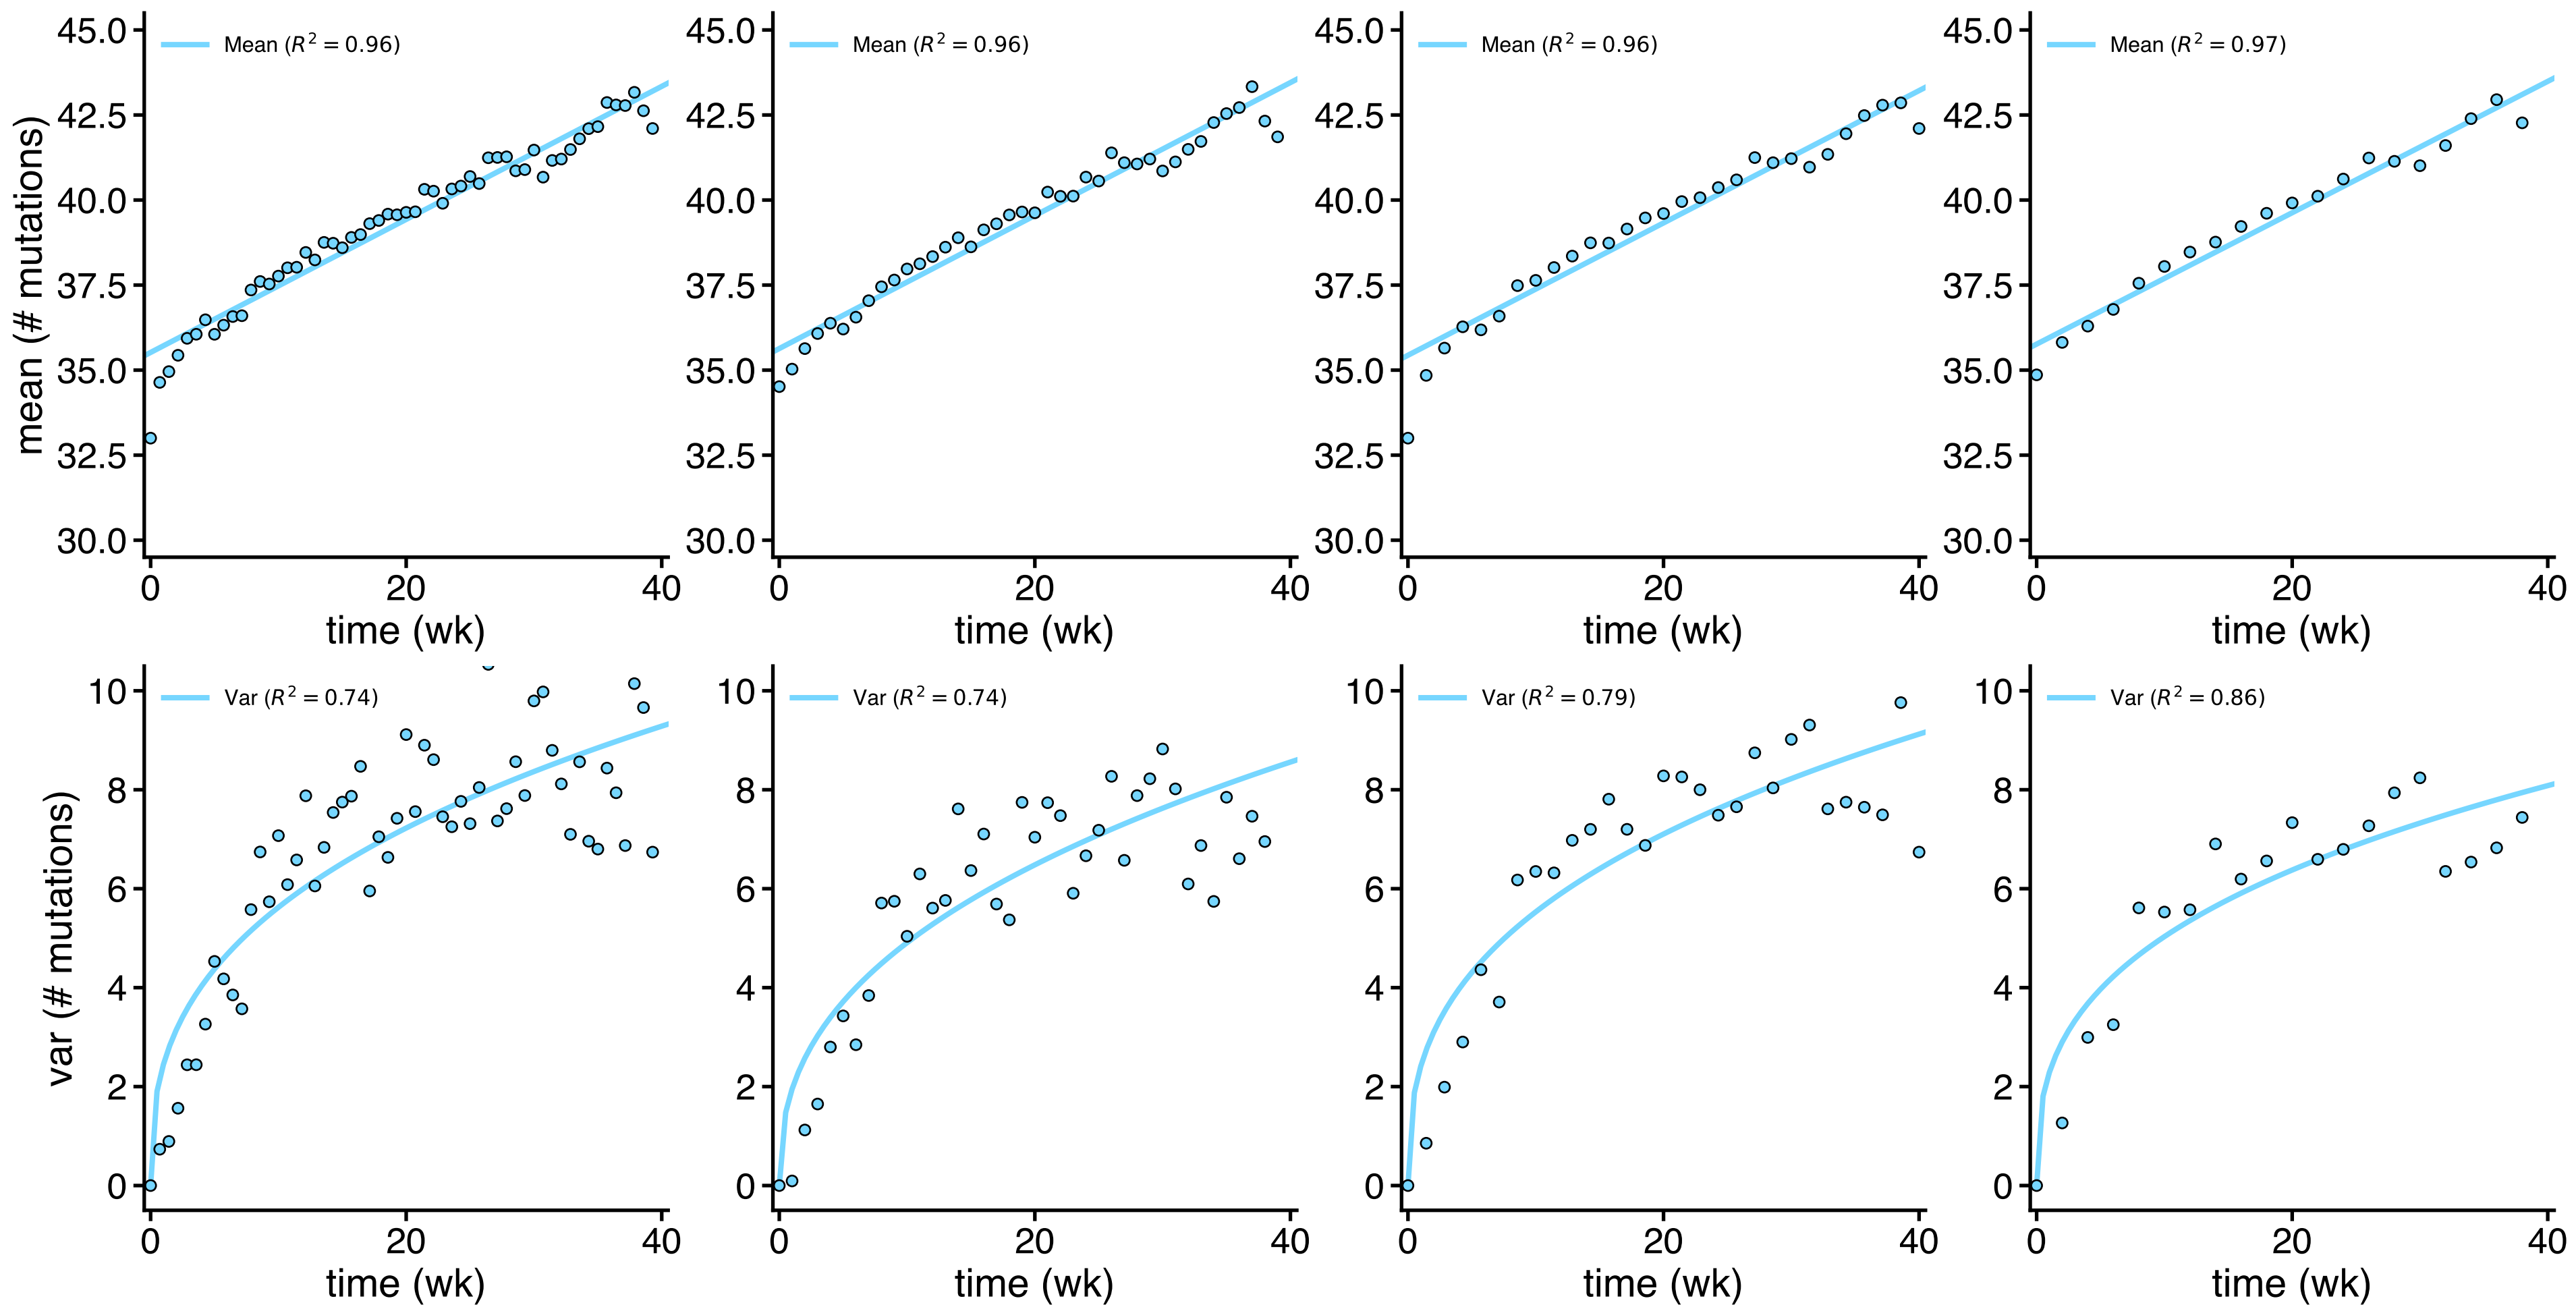 mean (# mutations)
45.0
42.5
40.0
37.5
35.0
32.5
30.0
Mean (R² = 0.96)
0 20 40
time (wk)
45.0
42.5
40.0
37.5
35.0
32.5
30.0
Mean (R² = 0.96)
0 20 40
time (wk)
45.0
42.5
40.0
37.5
35.0
32.5
30.0
Mean (R² = 0.96)
0 20 40
time (wk)
45.0
42.5
40.0
37.5
35.0
32.5
30.0
Mean (R² = 0.97)
0 20 40
time (wk)
var (# mutations)
10
8
6
4
2
0
Var (R² = 0.74)
0 20 40
time (wk)
10
8
6
4
2
0
Var (R² = 0.74)
0 20 40
time (wk)
10
8
6
4
2
0
Var (R² = 0.79)
0 20 40
time (wk)
10
8
6
4
2
0
Var (R² = 0.86)
0 20 40
time (wk)